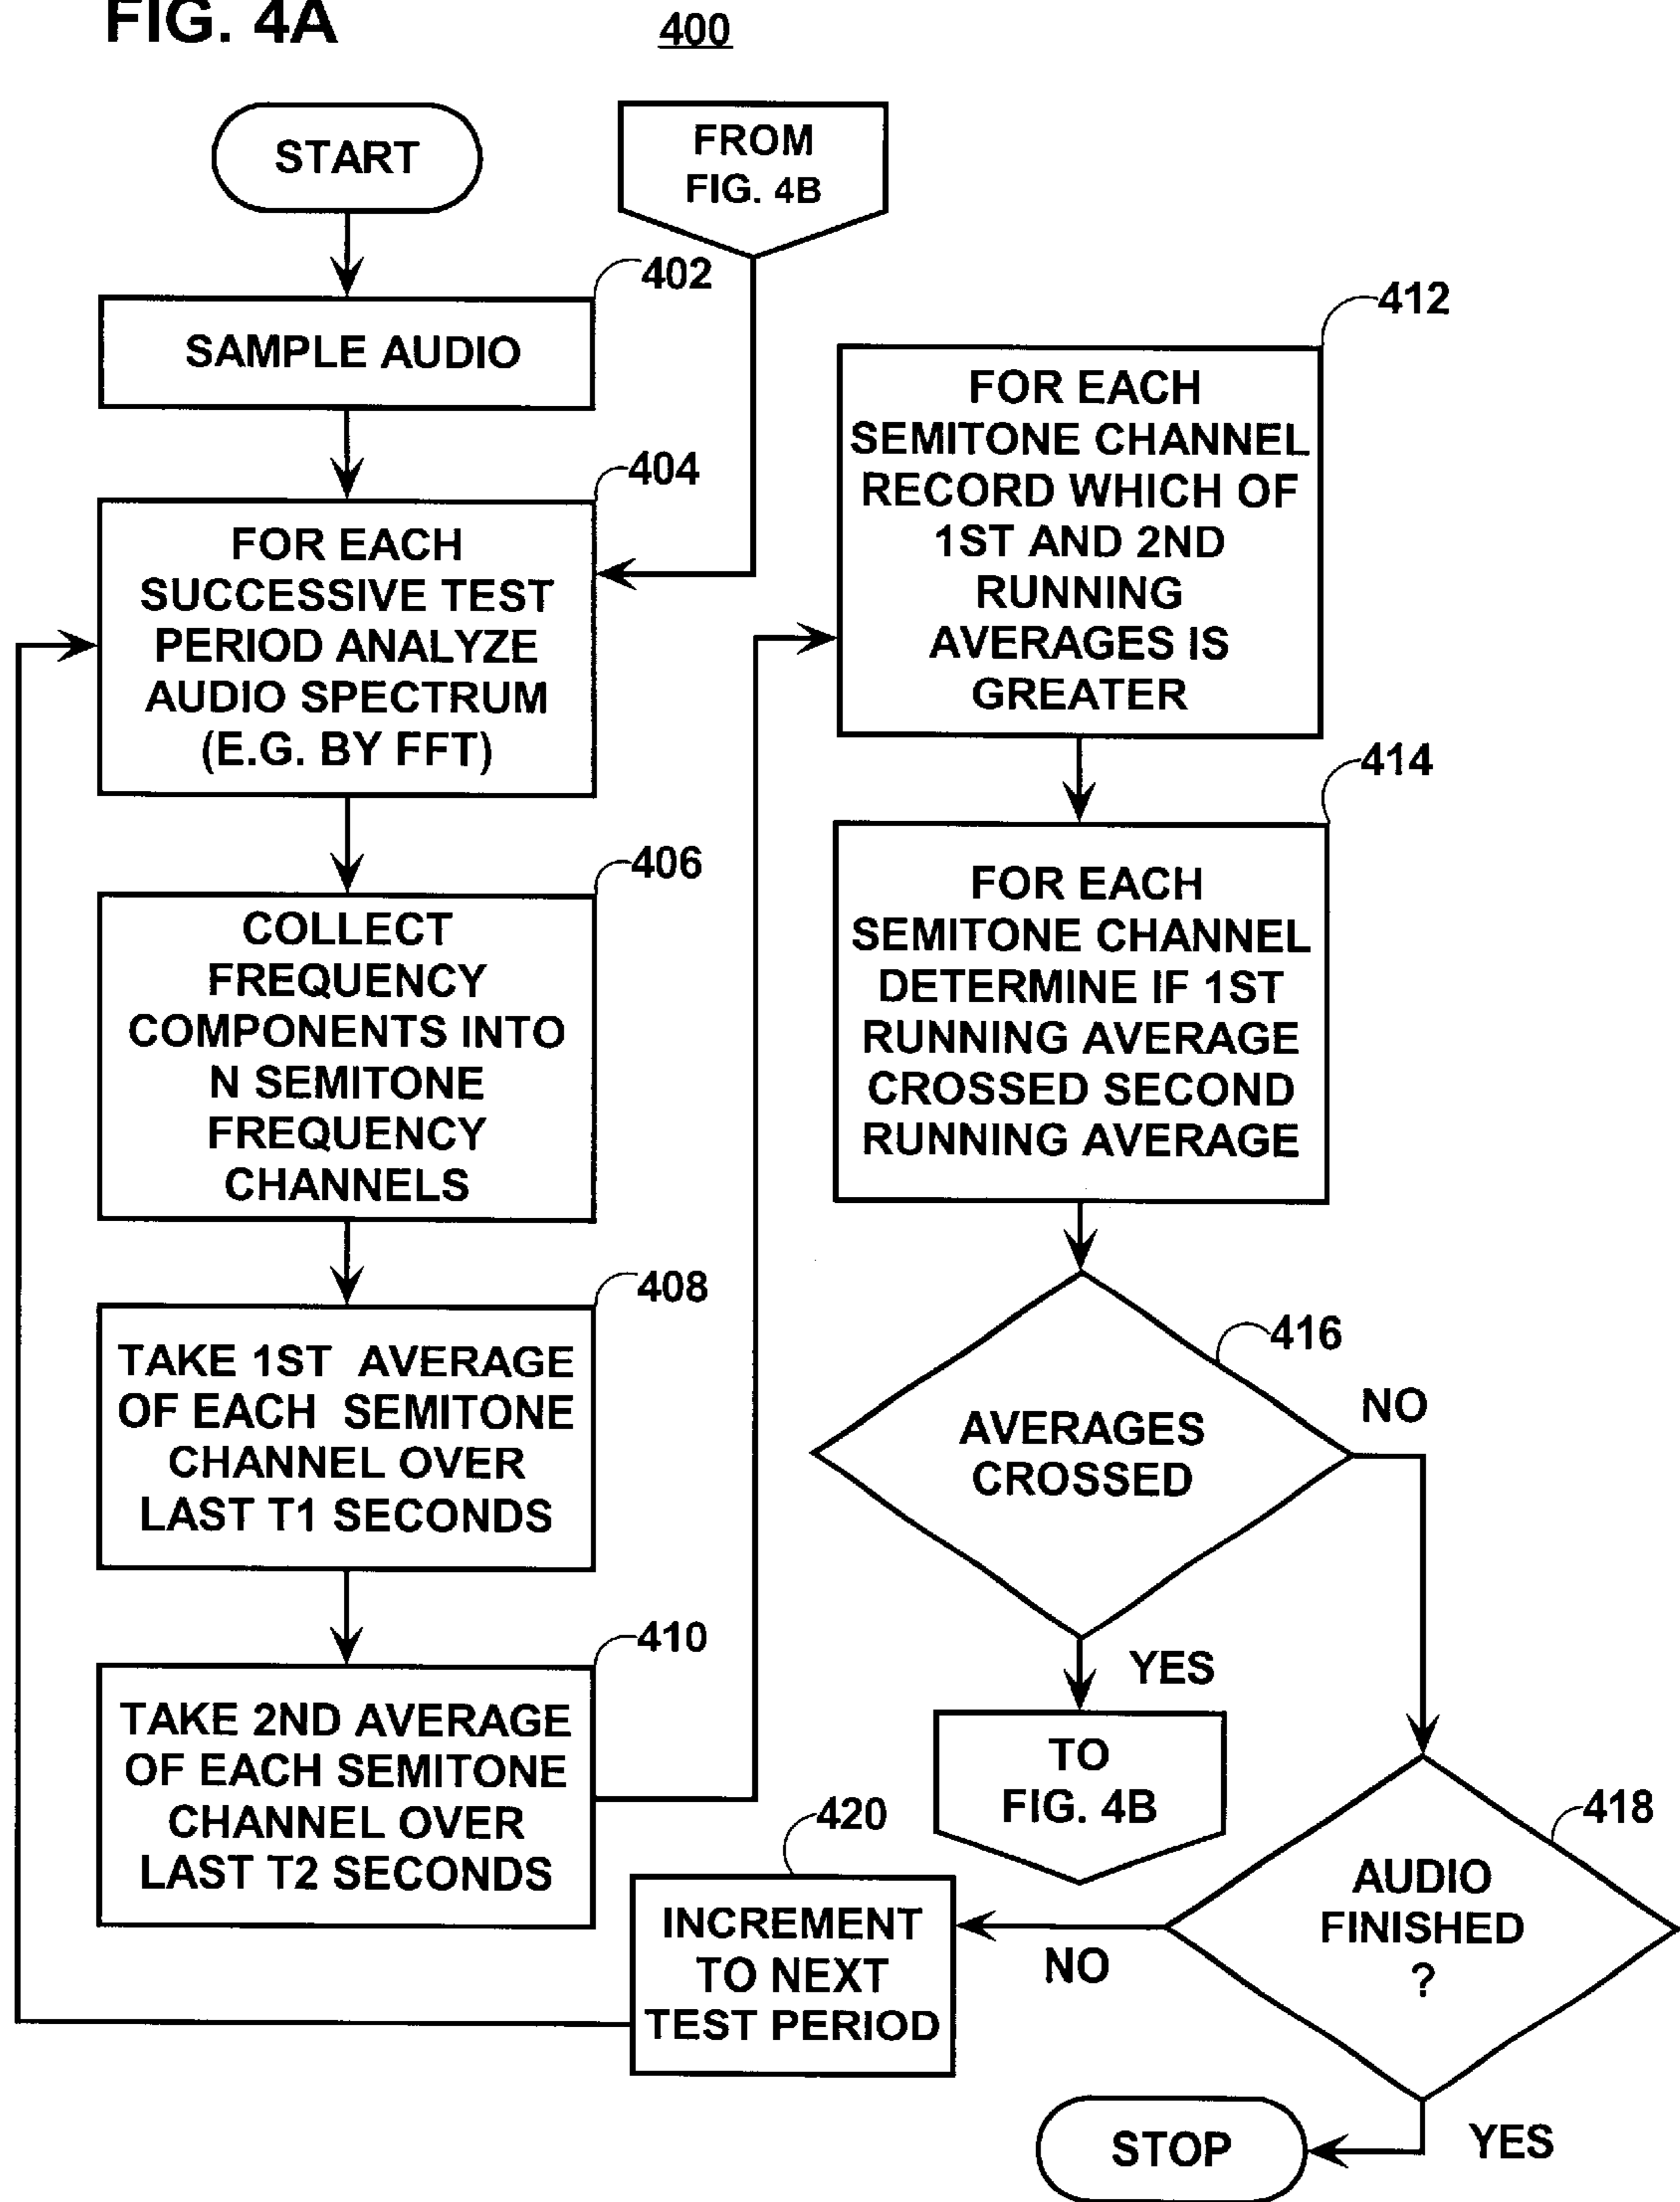 FIG. 4A
400
START
FROM
FIG. 4B
402
SAMPLE AUDIO
404
FOR EACH
SUCCESSIVE TEST
PERIOD ANALYZE
AUDIO SPECTRUM
(E.G. BY FFT)
406
COLLECT
FREQUENCY
COMPONENTS INTO
N SEMITONE
FREQUENCY
CHANNELS
408
TAKE 1ST AVERAGE
OF EACH SEMITONE
CHANNEL OVER
LAST T1 SECONDS
410
TAKE 2ND AVERAGE
OF EACH SEMITONE
CHANNEL OVER
LAST T2 SECONDS
412
FOR EACH
SEMITONE CHANNEL
RECORD WHICH OF
1ST AND 2ND
RUNNING
AVERAGES IS
GREATER
414
FOR EACH
SEMITONE CHANNEL
DETERMINE IF 1ST
RUNNING AVERAGE
CROSSED SECOND
RUNNING AVERAGE
416
AVERAGES
CROSSED
NO
YES
TO
FIG. 4B
418
AUDIO
FINISHED
?
NO
420
INCREMENT
TO NEXT
TEST PERIOD
YES
STOP